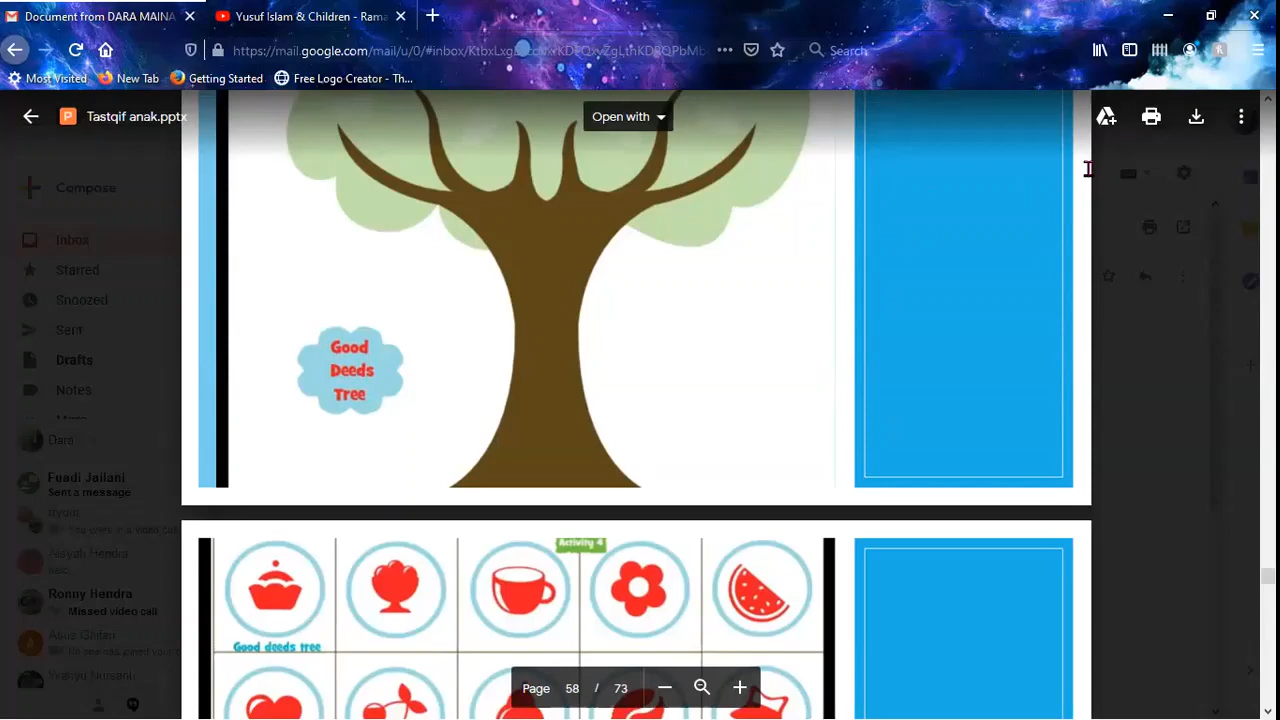 Document from DARA MAINA
Yusuf Islam & Children - Rama
https://mail.google.com/mail/u/0/#inbox/
Search
Most Visited
New Tab
Getting Started
Free Logo Creator - Th...
Tastqif anak.pptx
Open with
Compose
Inbox
Starred
Snoozed
Sent
Drafts
Notes
More
Dara
Fuadi Jailani
Sent a message
Aisyah Hendra
Ronny Hendra
Missed video call
Good
Deeds
Tree
Activity 4
Good deeds tree
Page 58 / 73